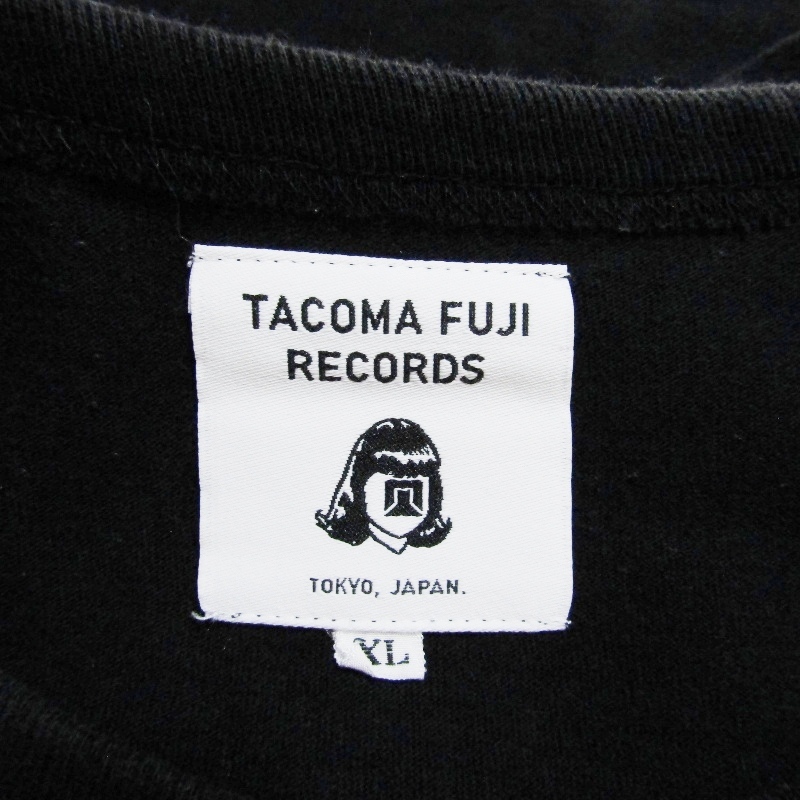 TACOMA FUJI
RECORDS
TOKYO, JAPAN.
XL